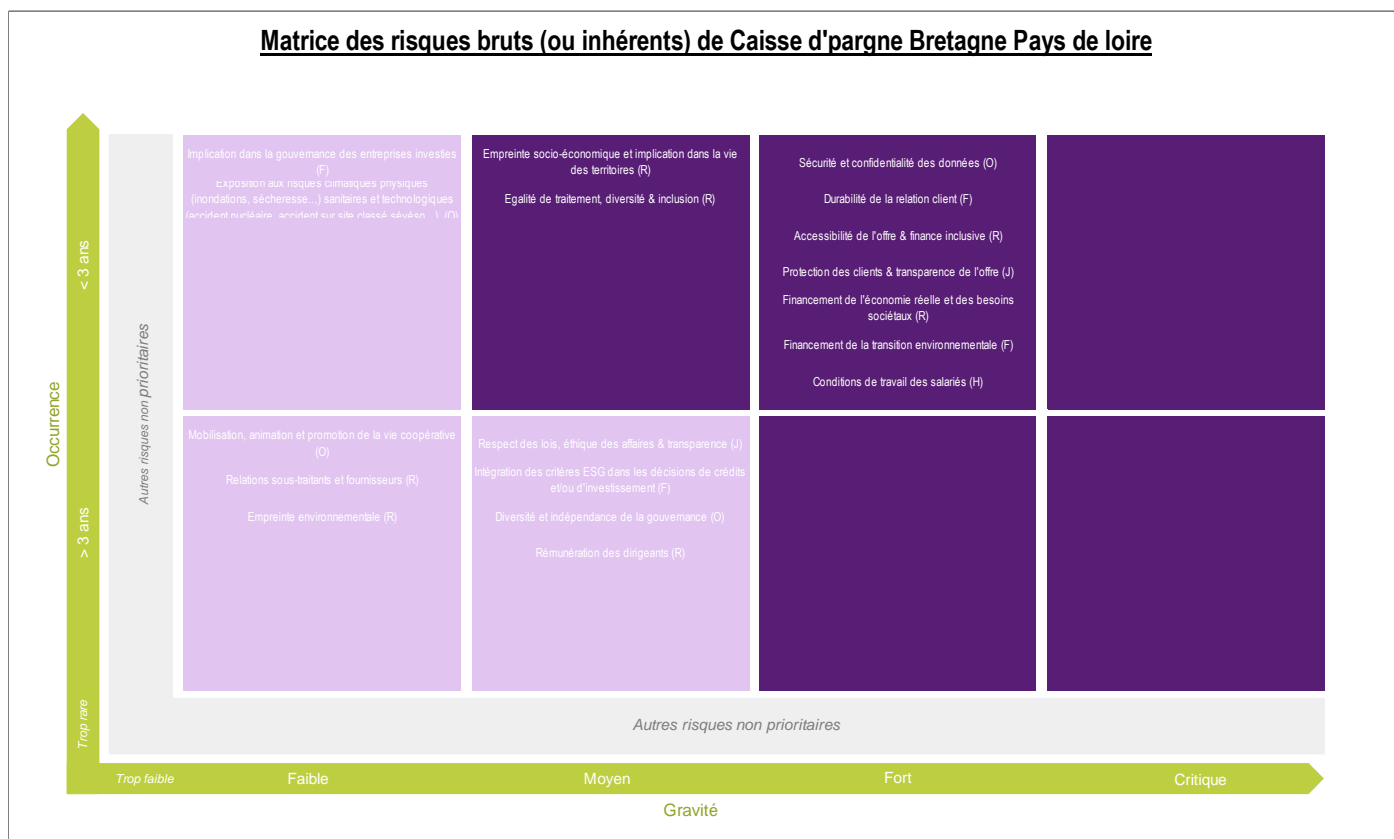 Matrice des risques bruts (ou inhérents) de Caisse d'pargne Bretagne Pays de loire
Occurrence
< 3 ans
> 3 ans
Trop rare
Autres risques non prioritaires
Implication dans la gouvernance des entreprises investies
(F)
Exposition aux risques climatiques physiques
(inondations, sécheresse...) sanitaires et technologiques
(accident nucléaire, accident sur site classé sévéso...) (O)
Empreinte socio-économique et implication dans la vie
des territoires (R)
Egalité de traitement, diversité & inclusion (R)
Sécurité et confidentialité des données (O)
Durabilité de la relation client (F)
Accessibilité de l'offre & finance inclusive (R)
Protection des clients & transparence de l'offre (J)
Financement de l'économie réelle et des besoins
sociétaux (R)
Financement de la transition environnementale (F)
Conditions de travail des salariés (H)
Mobilisation, animation et promotion de la vie coopérative
(O)
Relations sous-traitants et fournisseurs (R)
Empreinte environnementale (R)
Respect des lois, éthique des affaires & transparence (J)
Intégration des critères ESG dans les décisions de crédits
et/ou d'investissement (F)
Diversité et indépendance de la gouvernance (O)
Rémunération des dirigeants (R)
Autres risques non prioritaires
Trop faible
Faible
Moyen
Fort
Critique
Gravité